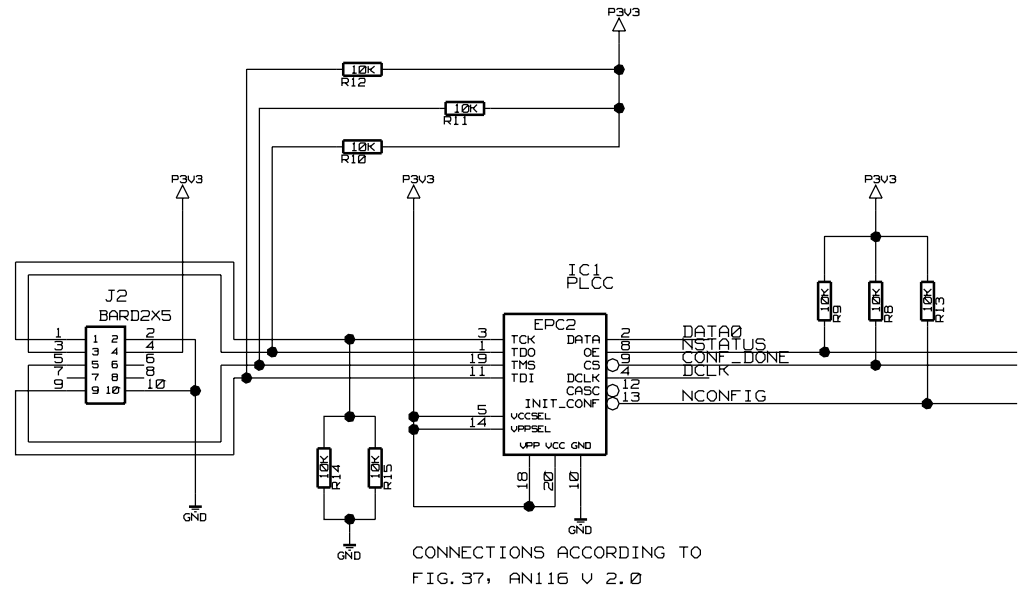 P3V3
10K
R12
10K
R11
10K
R10
P3V3
P3V3
P3V3
IC1
PLCC
J2
BARD2X5
EPC2
1 1 2 2
3 3 4 4
5 5 6 6
7 7 8 8
9 9 10 10
3 TCK DATA 2 DATA0
1 TDO OE 8 NSTATUS
19 TMS CS 9 CONF_DONE
11 TDI DCLK 4 DCLK
CASC 12
INIT_CONF 13 NCONFIG
5 VCCSEL
14 VPPSEL
VPP VCC GND
18 20 10
10K R9
10K R8
10K R13
10K R14
10K R15
GND
GND
GND
CONNECTIONS ACCORDING TO
FIG.37, AN116 V 2.0